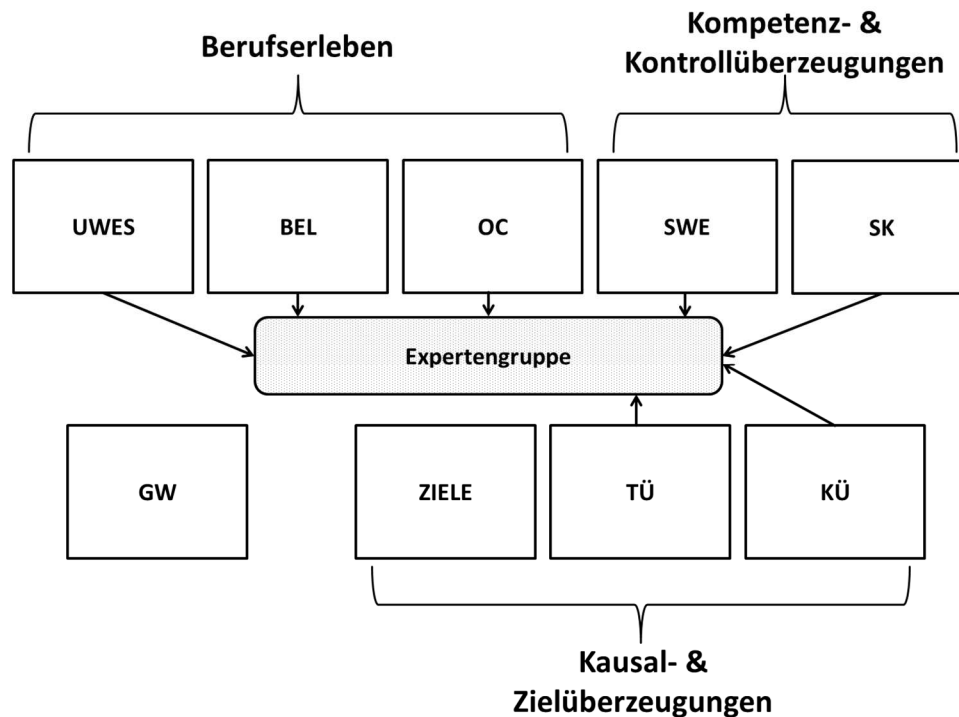 Berufserleben
Kompetenz- &
Kontrollüberzeugungen
UWES
BEL
OC
SWE
SK
Expertengruppe
GW
ZIELE
TÜ
KÜ
Kausal- &
Zielüberzeugungen